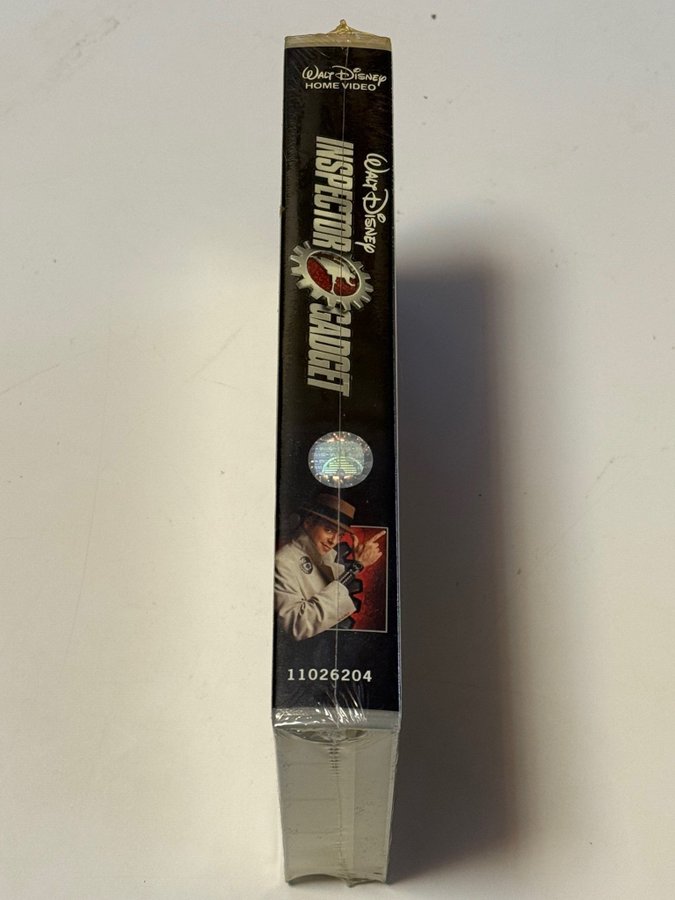 WALT DISNEY
HOME VIDEO
WALT DISNEY
INSPECTOR GADGET
11026204